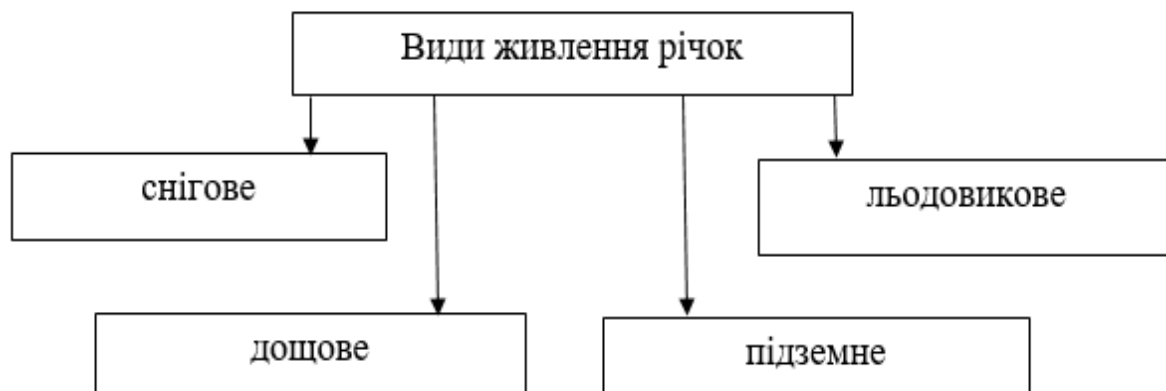 Види живлення річок
снігове
льодовикове
дощове
підземне